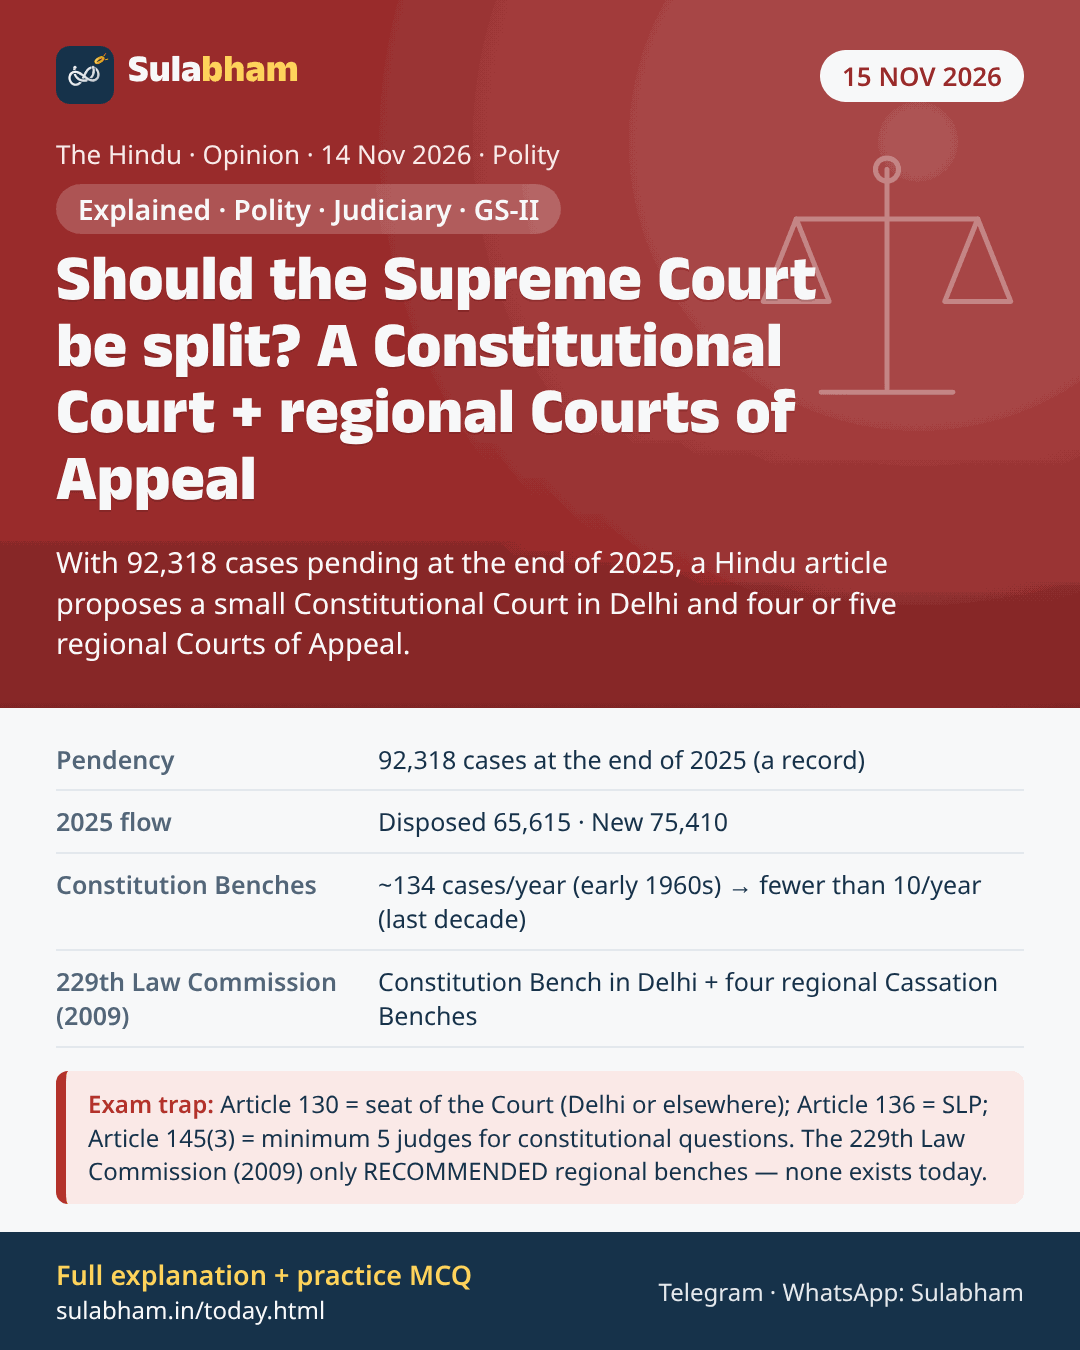 Sulabham
15 NOV 2026
The Hindu · Opinion · 14 Nov 2026 · Polity
Explained · Polity · Judiciary · GS-II
Should the Supreme Court
be split? A Constitutional
Court + regional Courts of
Appeal
With 92,318 cases pending at the end of 2025, a Hindu article
proposes a small Constitutional Court in Delhi and four or five
regional Courts of Appeal.
Pendency
92,318 cases at the end of 2025 (a record)
2025 flow
Disposed 65,615 · New 75,410
Constitution Benches
~134 cases/year (early 1960s) → fewer than 10/year
(last decade)
229th Law Commission
(2009)
Constitution Bench in Delhi + four regional Cassation
Benches
Exam trap: Article 130 = seat of the Court (Delhi or elsewhere); Article 136 = SLP;
Article 145(3) = minimum 5 judges for constitutional questions. The 229th Law
Commission (2009) only RECOMMENDED regional benches — none exists today.
Full explanation + practice MCQ
sulabham.in/today.html
Telegram · WhatsApp: Sulabham